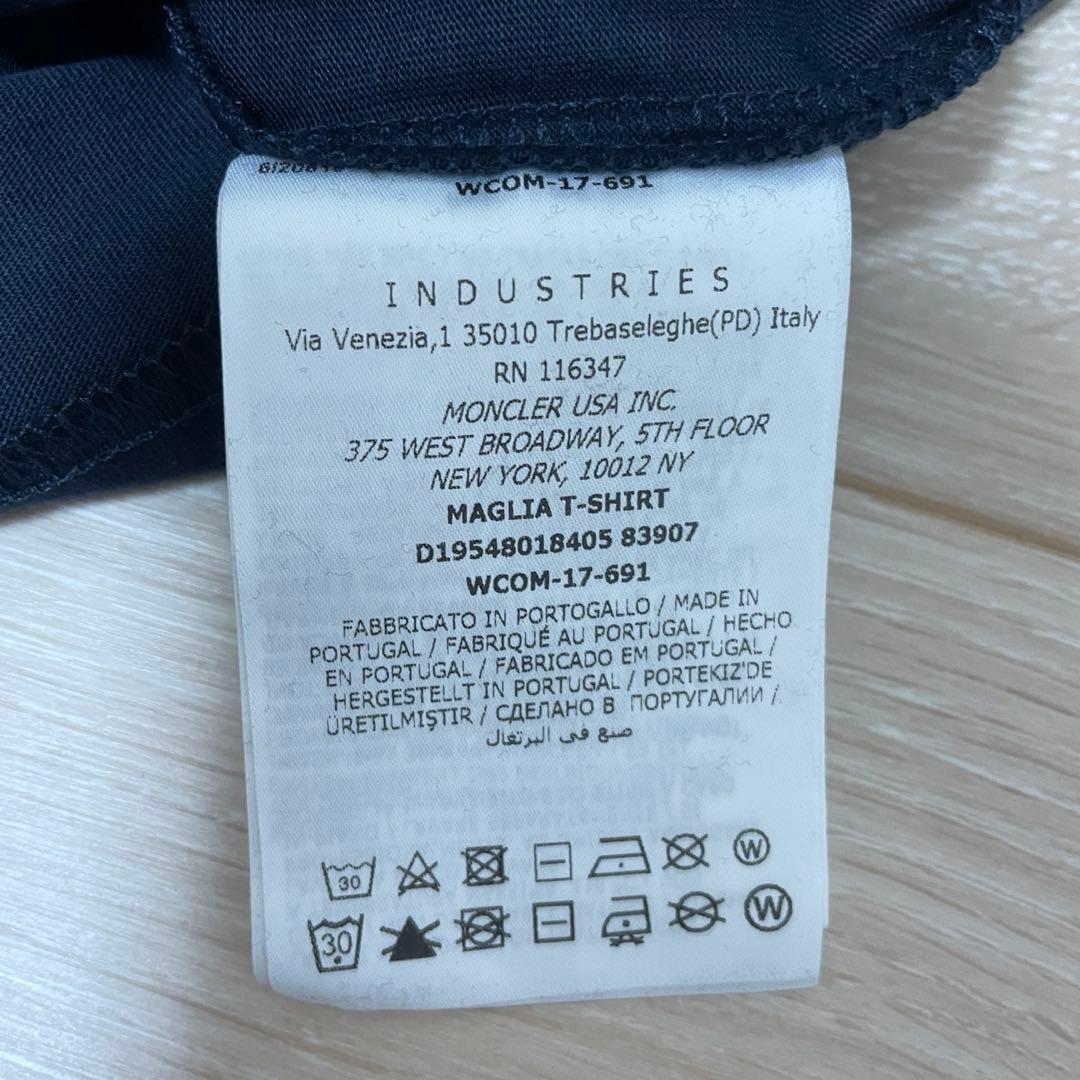 WCOM-17-691
INDUSTRIES
Via Venezia,1 35010 Trebaseleghe(PD) Italy
RN 116347
MONCLER USA INC.
375 WEST BROADWAY, 5TH FLOOR
NEW YORK, 10012 NY
MAGLIA T-SHIRT
D19548018405 83907
WCOM-17-691
FABBRICATO IN PORTOGALLO / MADE IN
PORTUGAL / FABRIQUÉ AU PORTUGAL / HECHO
EN PORTUGAL / FABRICADO EM PORTUGAL /
HERGESTELLT IN PORTUGAL / PORTEKIZ'DE
ÜRETILMIŞTIR / СДЕЛАНО В ПОРТУГАЛИИ /
صنع في البرتغال
30 W
30 W